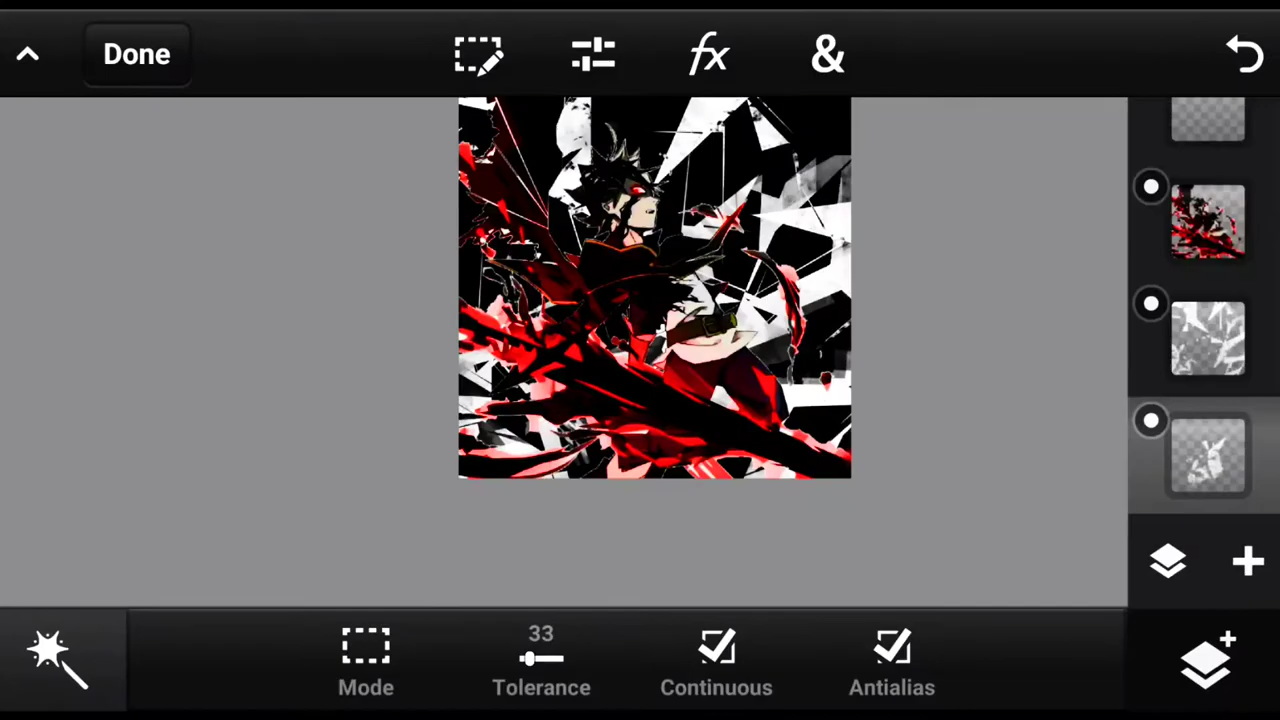 Done
fx
&
33
Mode
Tolerance
Continuous
Antialias